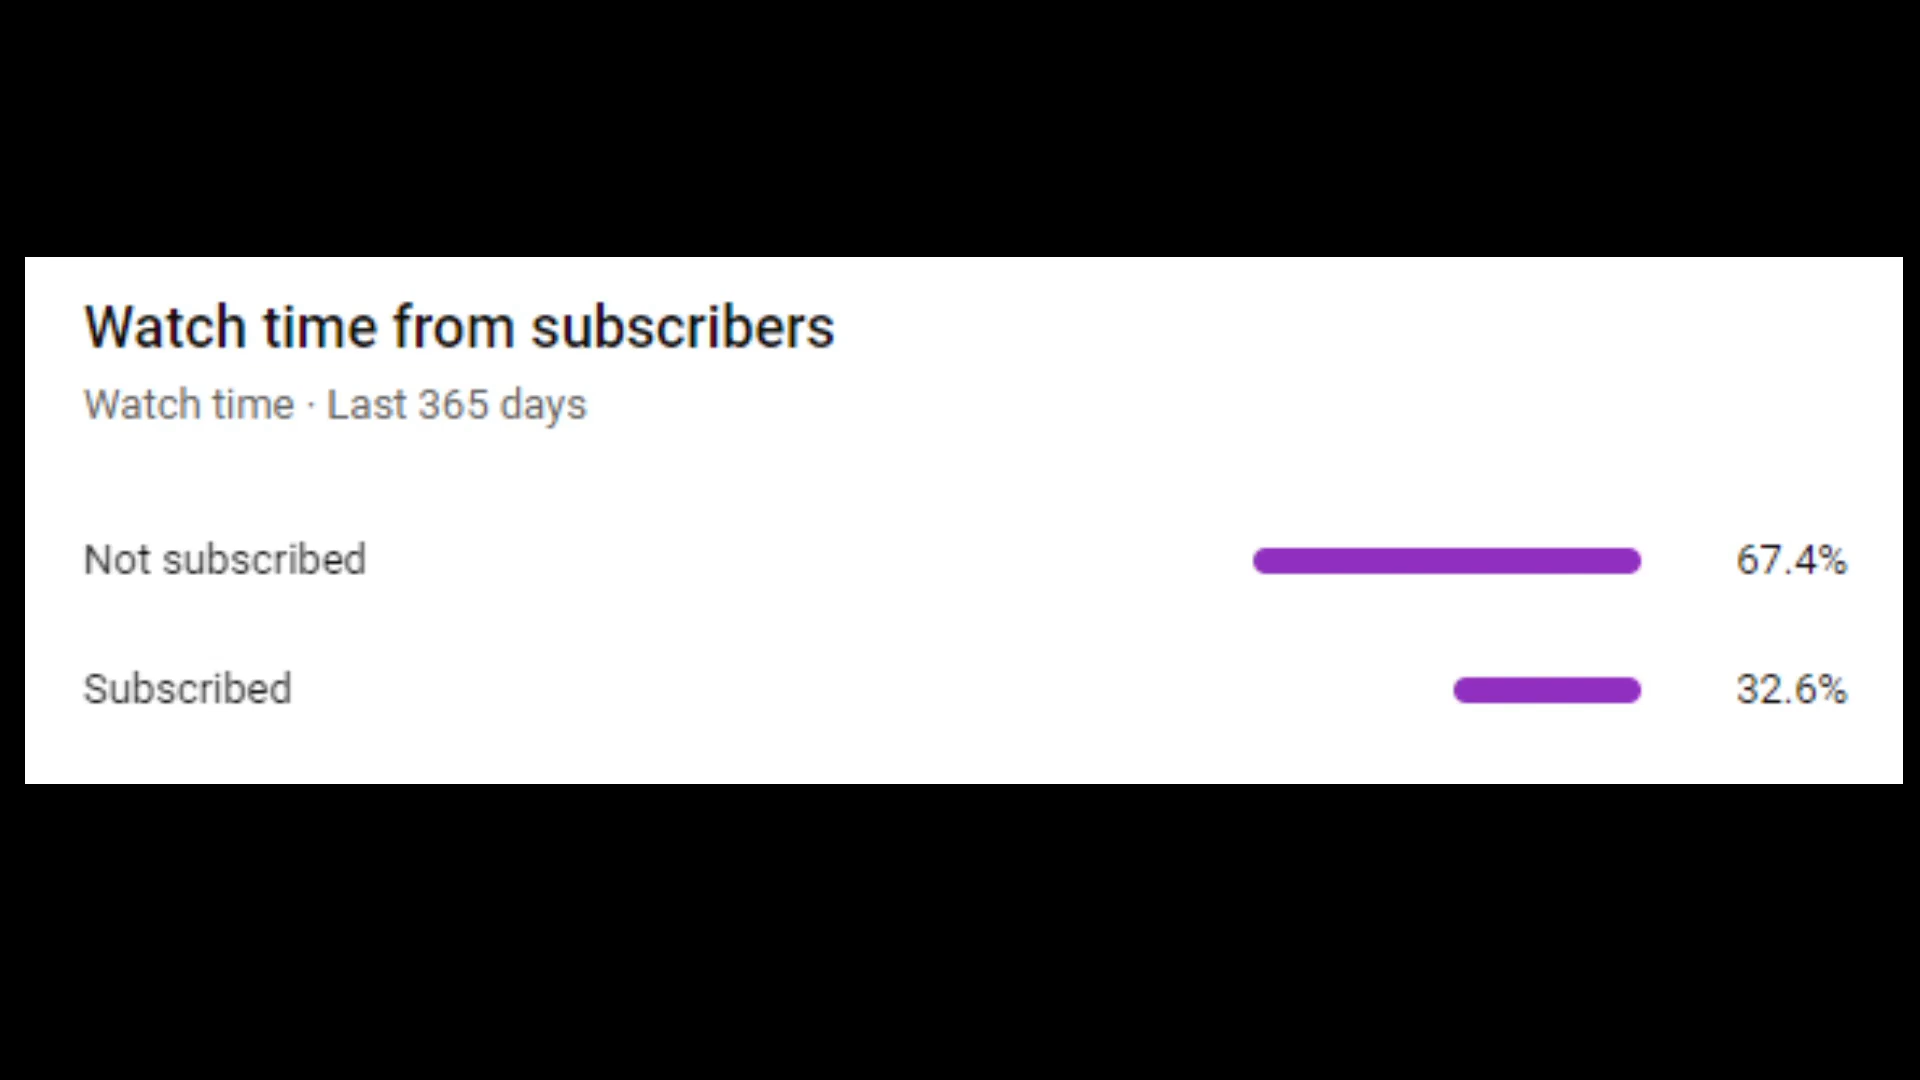 Watch time from subscribers
Watch time · Last 365 days
Not subscribed 67.4%
Subscribed 32.6%